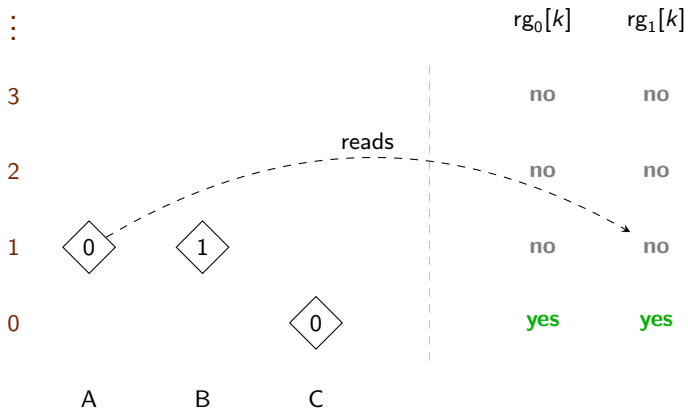 ⋮ rg₀[k] rg₁[k]
3 no no
reads
2 no no
1 0 1 no no
0 0 yes yes
A B C